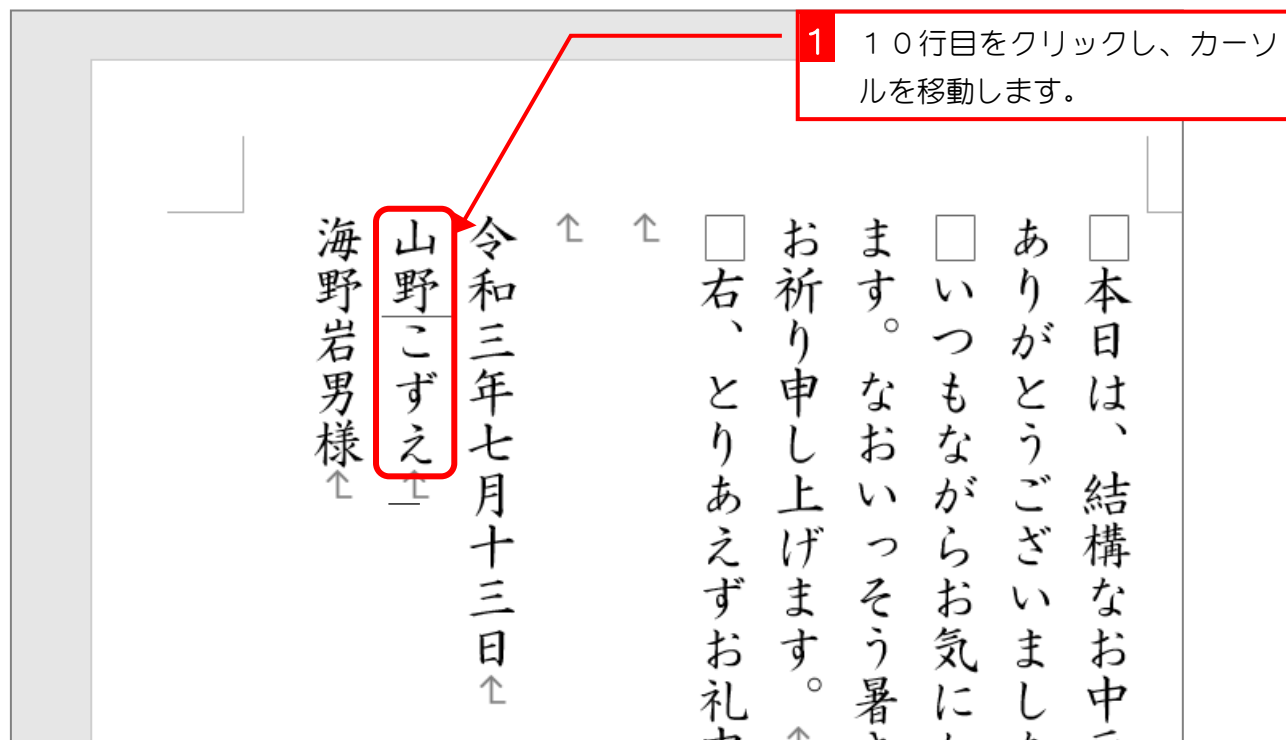 1
１０行目をクリックし、カーソ
ルを移動します。
□本日は、結構なお中
ありがとうございまし
□いつもながらお気に
ます。なおいっそう暑
お祈り申し上げます。
□右、とりあえずお礼
令和三年七月十三日
山野こずえ
海野岩男様